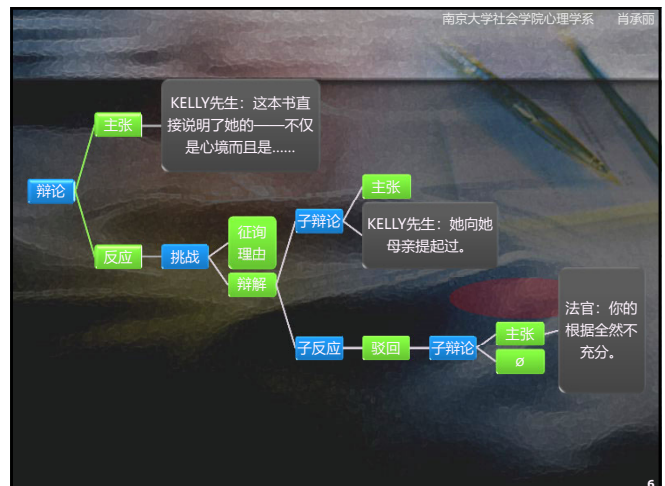 南京大学社会学院心理学系 肖承丽
KELLY先生：这本书直
接说明了她的——不仅
是心境而且是……
主张
辩论
反应
挑战
征询
理由
辩解
子辩论
主张
KELLY先生：她向她
母亲提起过。
子反应
驳回
子辩论
主张
ø
法官：你的
根据全然不
充分。
6